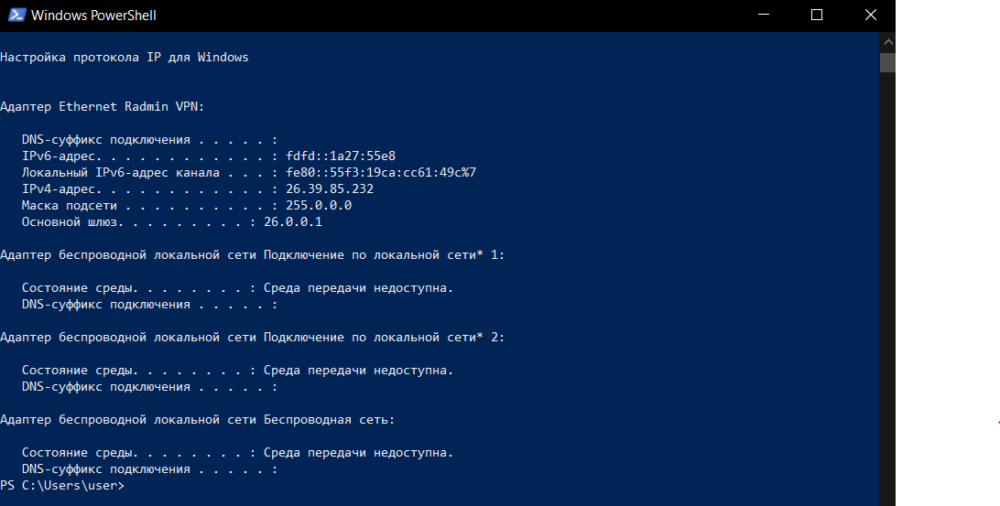 Windows PowerShell
Настройка протокола IP для Windows
Адаптер Ethernet Radmin VPN:
DNS-суффикс подключения . . . . . :
IPv6-адрес. . . . . . . . . . . . : fdfd::1a27:55e8
Локальный IPv6-адрес канала . . . : fe80::55f3:19ca:cc61:49c%7
IPv4-адрес. . . . . . . . . . . . : 26.39.85.232
Маска подсети . . . . . . . . . . : 255.0.0.0
Основной шлюз. . . . . . . . . : 26.0.0.1
Адаптер беспроводной локальной сети Подключение по локальной сети* 1:
Состояние среды. . . . . . . . : Среда передачи недоступна.
DNS-суффикс подключения . . . . . :
Адаптер беспроводной локальной сети Подключение по локальной сети* 2:
Состояние среды. . . . . . . . : Среда передачи недоступна.
DNS-суффикс подключения . . . . . :
Адаптер беспроводной локальной сети Беспроводная сеть:
Состояние среды. . . . . . . . : Среда передачи недоступна.
DNS-суффикс подключения . . . . . :
PS C:\Users\user>